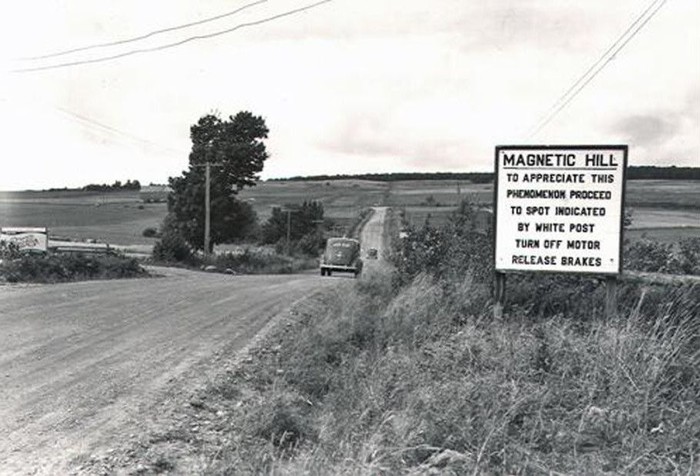 MAGNETIC HILL
TO APPRECIATE THIS
PHENOMENON PROCEED
TO SPOT INDICATED
BY WHITE POST
TURN OFF MOTOR
RELEASE BRAKES